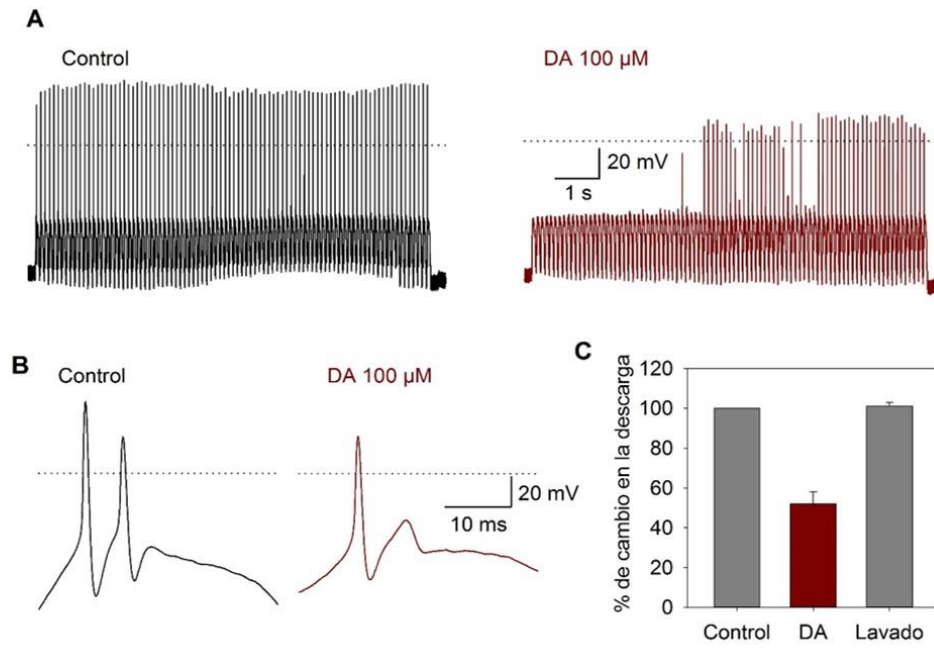 A
Control
DA 100 µM
20 mV
1 s
B
Control
DA 100 µM
20 mV
10 ms
C
% de cambio en la descarga
120
100
80
60
40
20
0
Control DA Lavado